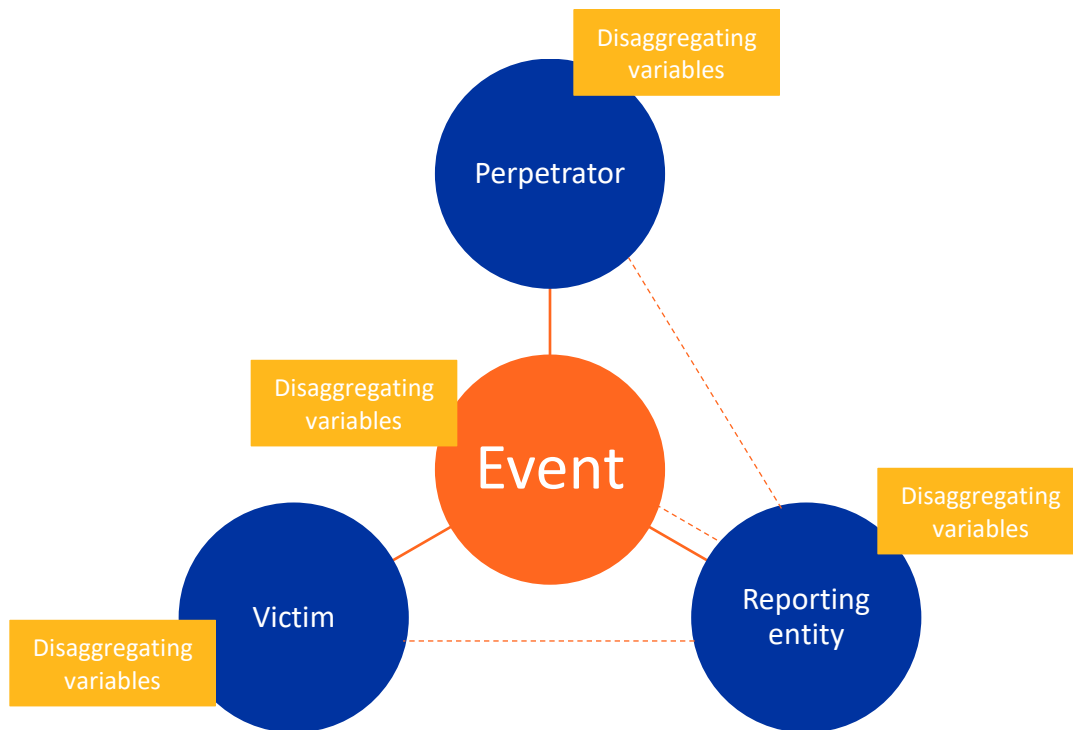 Disaggregating
variables
Perpetrator
Disaggregating
variables
Event
Disaggregating
variables
Reporting
entity
Victim
Disaggregating
variables